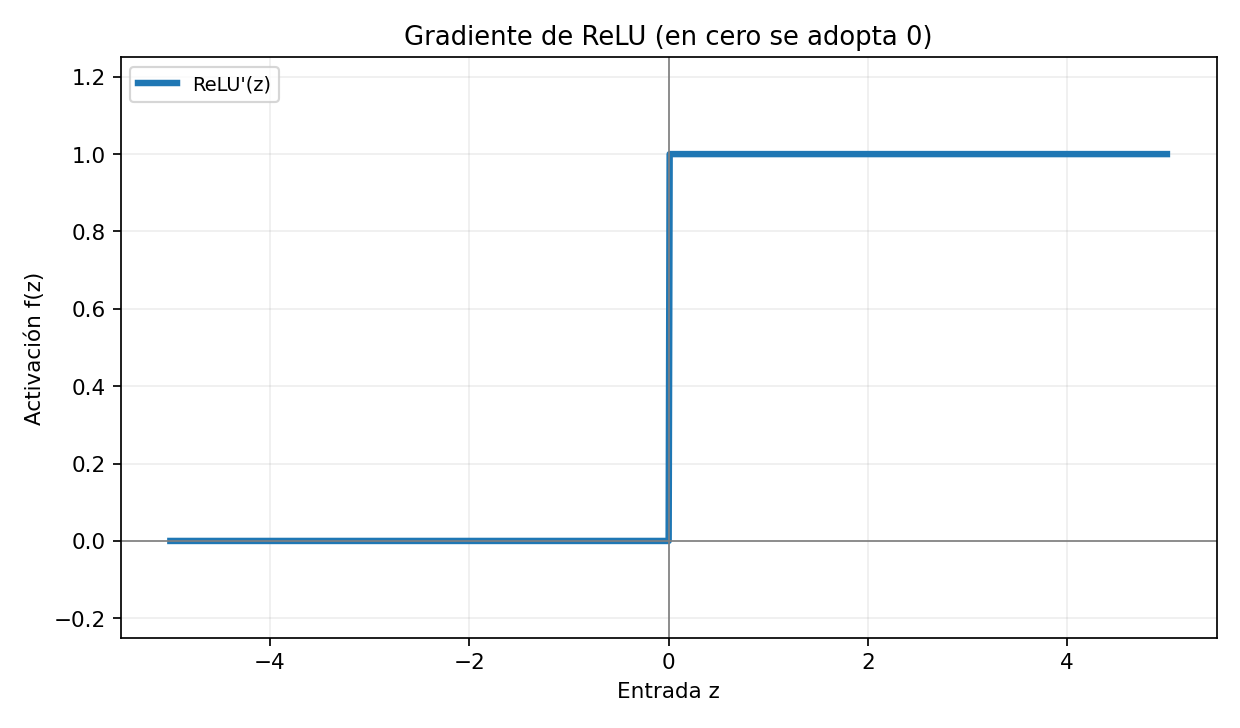 Gradiente de ReLU (en cero se adopta 0)
ReLU'(z)
1.2
1.0
0.8
0.6
0.4
0.2
0.0
−0.2
Activación f(z)
−4 −2 0 2 4
Entrada z